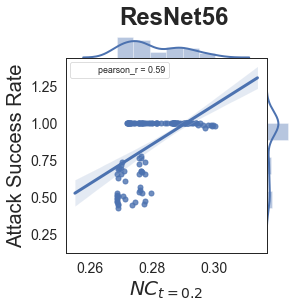 ResNet56
pearson_r = 0.59
Attack Success Rate
1.25
1.00
0.75
0.50
0.25
0.26 0.28 0.30
NC_{t=0.2}